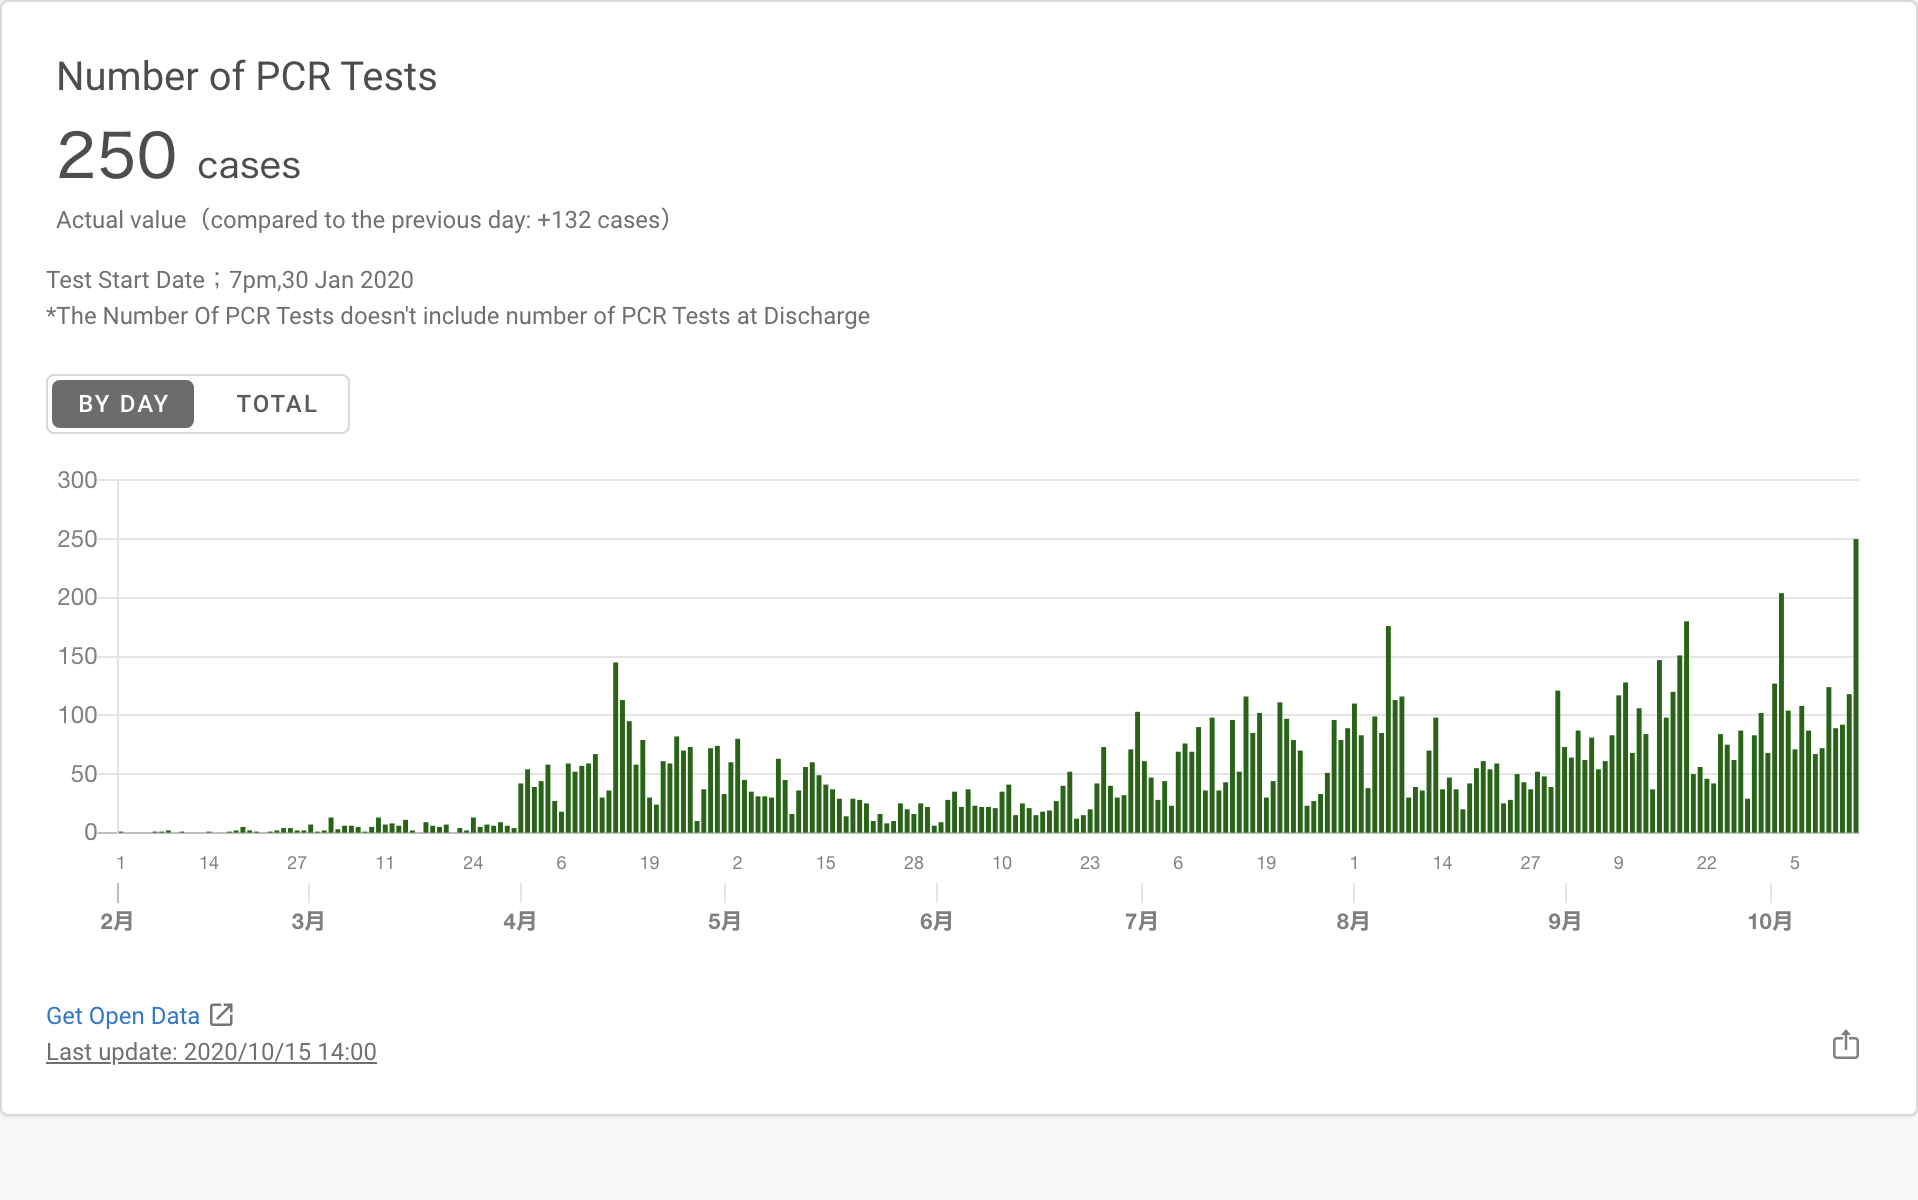 Number of PCR Tests
250 cases
Actual value（compared to the previous day: +132 cases）
Test Start Date；7pm,30 Jan 2020
*The Number Of PCR Tests doesn't include number of PCR Tests at Discharge
BY DAY TOTAL
300
250
200
150
100
50
0
1 14 27 11 24 6 19 2 15 28 10 23 6 19 1 14 27 9 22 5
2月 3月 4月 5月 6月 7月 8月 9月 10月
Get Open Data
Last update: 2020/10/15 14:00